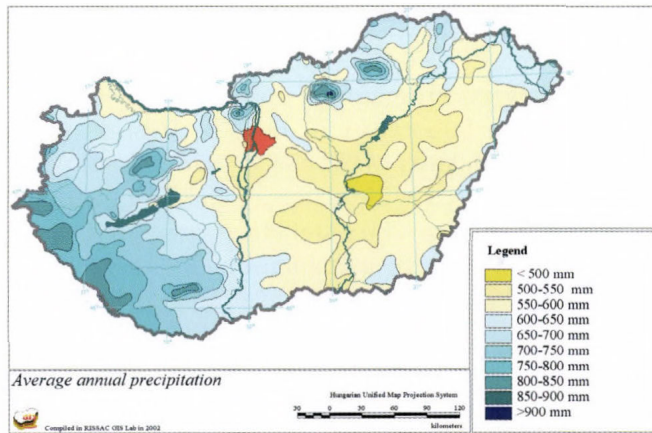 Legend
< 500 mm
500-550 mm
550-600 mm
600-650 mm
650-700 mm
700-750 mm
750-800 mm
800-850 mm
850-900 mm
>900 mm
Average annual precipitation
Hungarian Unified Map Projection System
30 0 30 60 90 120
kilometers
Compiled in RISSAC GIS Lab in 2002